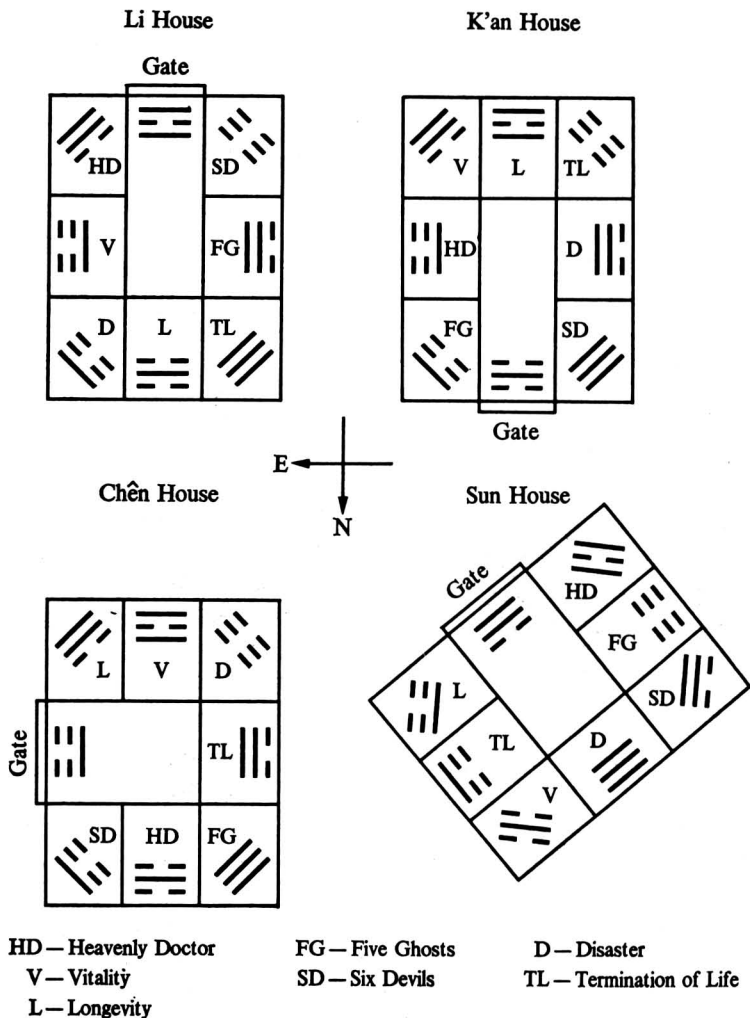 Li House
K'an House
Gate
HD
SD
V
L
TL
V
FG
HD
D
D
L
TL
FG
SD
Gate
E
N
Chên House
Sun House
Gate
HD
L
V
D
FG
L
SD
Gate
TL
TL
D
SD
HD
FG
V
HD — Heavenly Doctor
FG — Five Ghosts
D — Disaster
V — Vitality
SD — Six Devils
TL — Termination of Life
L — Longevity